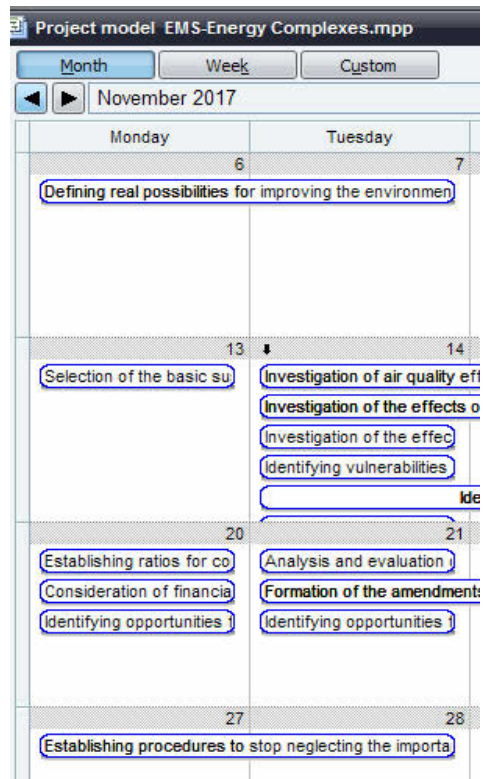 Project model EMS-Energy Complexes.mpp
Month Week Custom
November 2017
Monday Tuesday
6 7
Defining real possibilities for improving the environmen
13 14
Selection of the basic su Investigation of air quality eff
Investigation of the effects o
Investigation of the effec
Identifying vulnerabilities
Ide
20 21
Establishing ratios for co Analysis and evaluation
Consideration of financia Formation of the amendments
Identifying opportunities f Identifying opportunities f
27 28
Establishing procedures to stop neglecting the importa